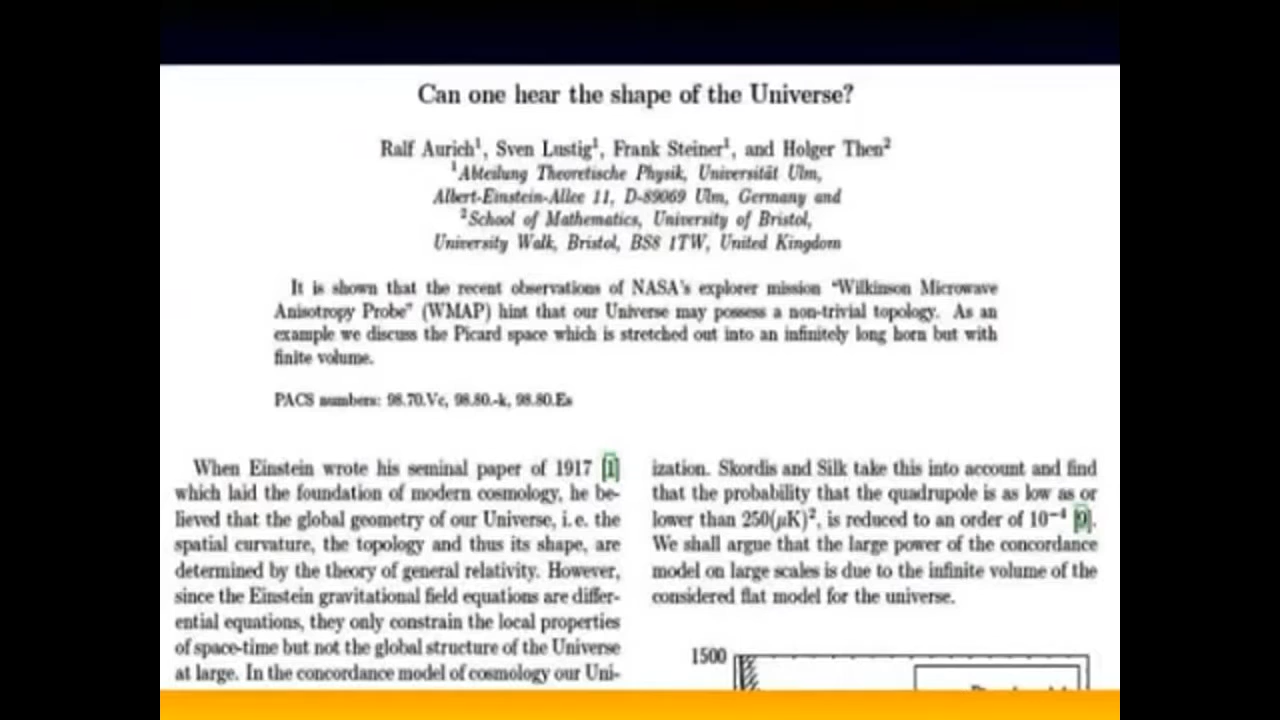 Can one hear the shape of the Universe?
Ralf Aurich¹, Sven Lustig¹, Frank Steiner¹, and Holger Then²
¹Abteilung Theoretische Physik, Universität Ulm,
Albert-Einstein-Allee 11, D-89069 Ulm, Germany and
²School of Mathematics, University of Bristol,
University Walk, Bristol, BS8 1TW, United Kingdom
It is shown that the recent observations of NASA's explorer mission "Wilkinson Microwave
Anisotropy Probe" (WMAP) hint that our Universe may possess a non-trivial topology. As an
example we discuss the Picard space which is stretched out into an infinitely long horn but with
finite volume.
PACS numbers: 98.70.Vc, 98.80.-k, 98.80.Es
When Einstein wrote his seminal paper of 1917 [1]
which laid the foundation of modern cosmology, he be-
lieved that the global geometry of our Universe, i.e. the
spatial curvature, the topology and thus its shape, are
determined by the theory of general relativity. However,
since the Einstein gravitational field equations are differ-
ential equations, they only constrain the local properties
of space-time but not the global structure of the Universe
at large. In the concordance model of cosmology our Uni-
ization. Skordis and Silk take this into account and find
that the probability that the quadrupole is as low as or
lower than 250(μK)², is reduced to an order of 10⁻⁴ [9].
We shall argue that the large power of the concordance
model on large scales is due to the infinite volume of the
considered flat model for the universe.
1500